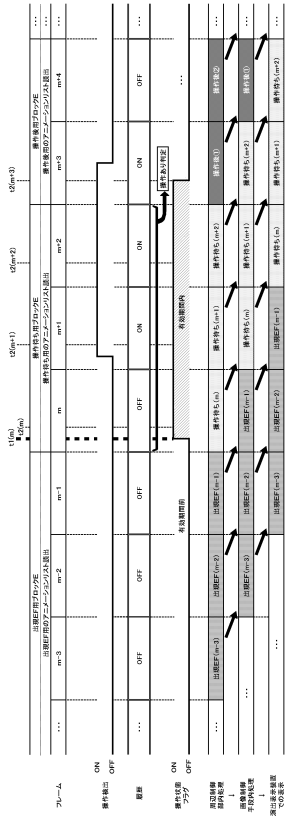 t1(m)
t2(m)
t2(m+1)
t2(m+2)
t2(m+3)
出現EF用ブロックE
操作待ち用ブロックE
操作後用ブロックE
出現EF用のアニメーションリスト読出
操作待ち用のアニメーションリスト読出
操作後用のアニメーションリスト読出
フレーム
… m-3 m-2 m-1 m m+1 m+2 m+3 m+4 …
操作検出
ON
OFF
履歴
… OFF OFF OFF OFF ON ON ON OFF …
操作あり判定
操作状態
フラグ
ON
OFF
有効期間前
有効期間内
…
周辺制御
部内処理
… 出現EF(m-3) 出現EF(m-2) 出現EF(m-1) 操作待ち(m) 操作待ち(m+1) 操作待ち(m+2) 操作後① 操作後② …
↓
画像制御
手段内処理
… 出現EF(m-3) 出現EF(m-2) 出現EF(m-1) 操作待ち(m) 操作待ち(m+1) 操作待ち(m+2) 操作後① …
↓
演出表示装置
での表示
… 出現EF(m-3) 出現EF(m-2) 出現EF(m-1) 操作待ち(m) 操作待ち(m+1) 操作待ち(m+2) …